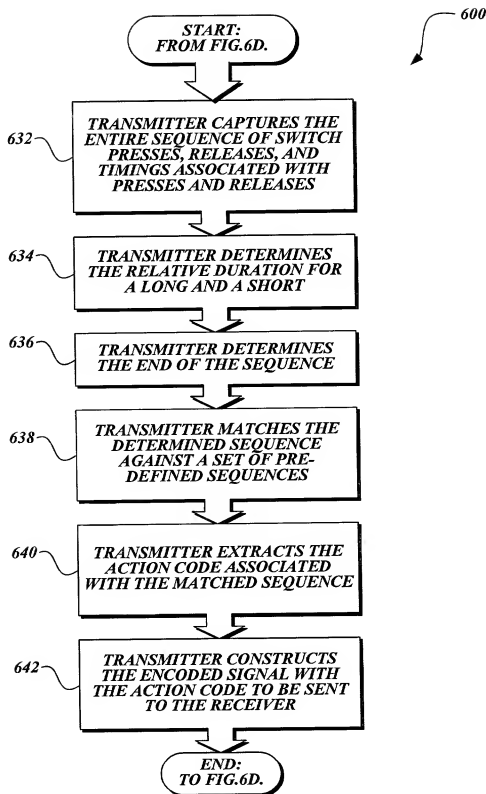 600
START:
FROM FIG.6D.
632
TRANSMITTER CAPTURES THE
ENTIRE SEQUENCE OF SWITCH
PRESSES, RELEASES, AND
TIMINGS ASSOCIATED WITH
PRESSES AND RELEASES
634
TRANSMITTER DETERMINES
THE RELATIVE DURATION FOR
A LONG AND A SHORT
636
TRANSMITTER DETERMINES
THE END OF THE SEQUENCE
638
TRANSMITTER MATCHES THE
DETERMINED SEQUENCE
AGAINST A SET OF PRE-
DEFINED SEQUENCES
640
TRANSMITTER EXTRACTS THE
ACTION CODE ASSOCIATED
WITH THE MATCHED SEQUENCE
642
TRANSMITTER CONSTRUCTS
THE ENCODED SIGNAL WITH
THE ACTION CODE TO BE SENT
TO THE RECEIVER
END:
TO FIG.6D.